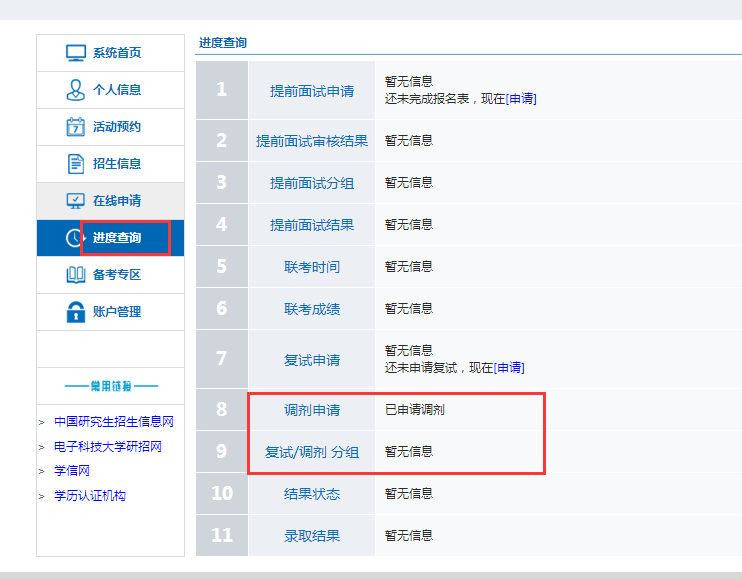 系统首页
个人信息
7
活动预约
招生信息
在线申请
进度查询
备考专区
账户管理
常用链接
> 中国研究生招生信息网
> 电子科技大学研招网
> 学信网
> 学历认证机构
进度查询
1 提前面试申请 暂无信息
还未完成报名表，现在[申请]
2 提前面试审核结果 暂无信息
3 提前面试分组 暂无信息
4 提前面试结果 暂无信息
5 联考时间 暂无信息
6 联考成绩 暂无信息
7 复试申请 暂无信息
还未申请复试，现在[申请]
8 调剂申请 已申请调剂
9 复试/调剂 分组 暂无信息
10 结果状态 暂无信息
11 录取结果 暂无信息